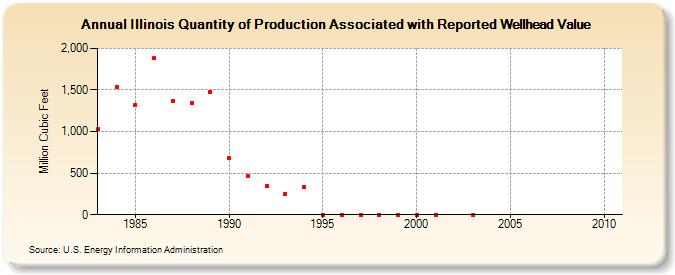 Annual Illinois Quantity of Production Associated with Reported Wellhead Value
Million Cubic Feet
2,000
1,500
1,000
500
0
1985 1990 1995 2000 2005 2010
Source: U.S. Energy Information Administration